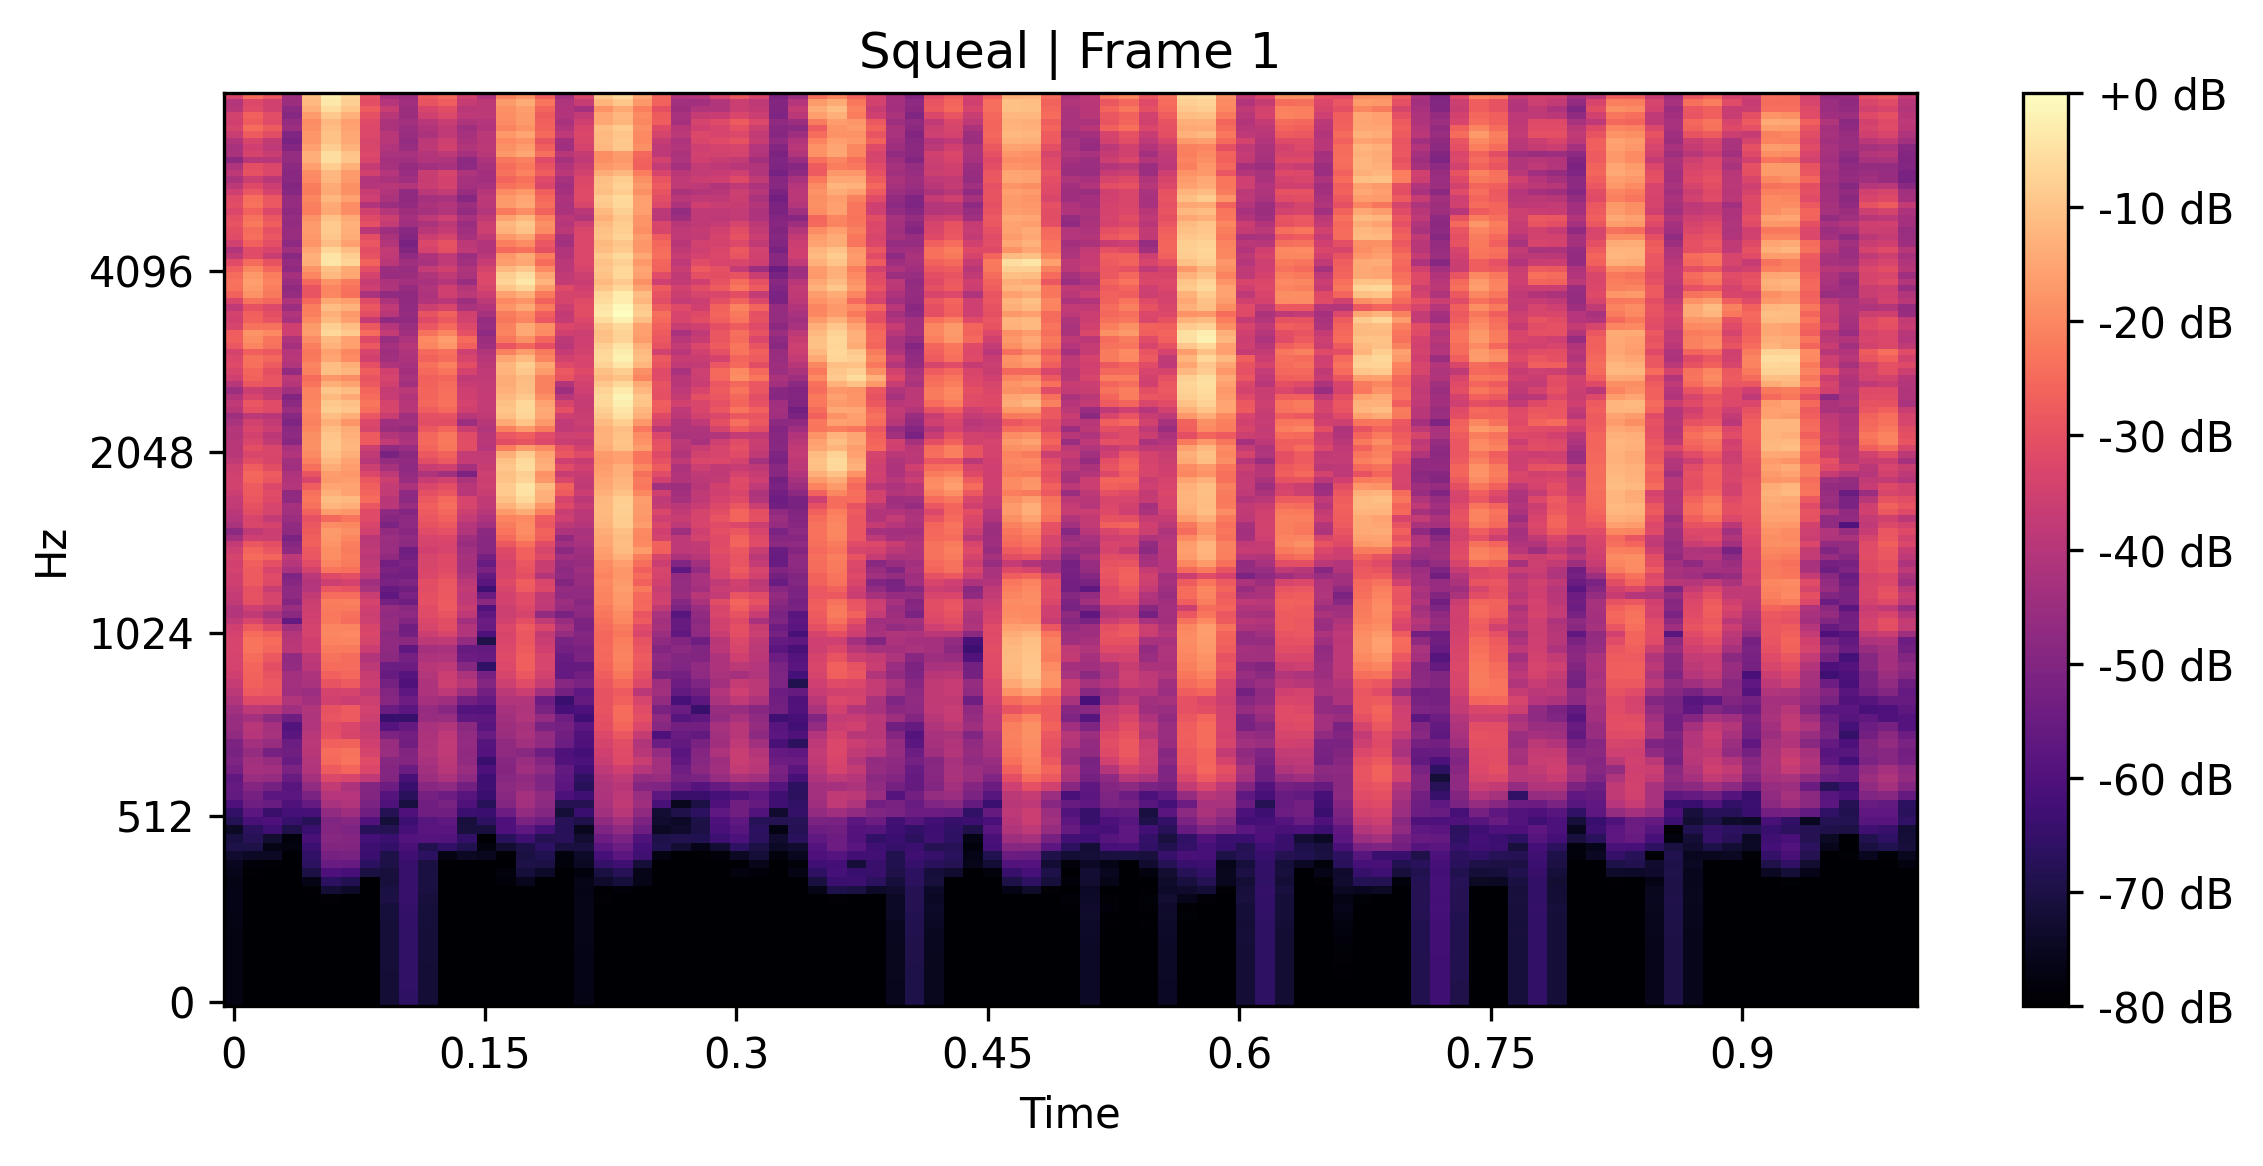 Squeal | Frame 1
+0 dB
-10 dB
-20 dB
-30 dB
-40 dB
-50 dB
-60 dB
-70 dB
-80 dB
Hz
4096
2048
1024
512
0
0
0.15
0.3
0.45
0.6
0.75
0.9
Time